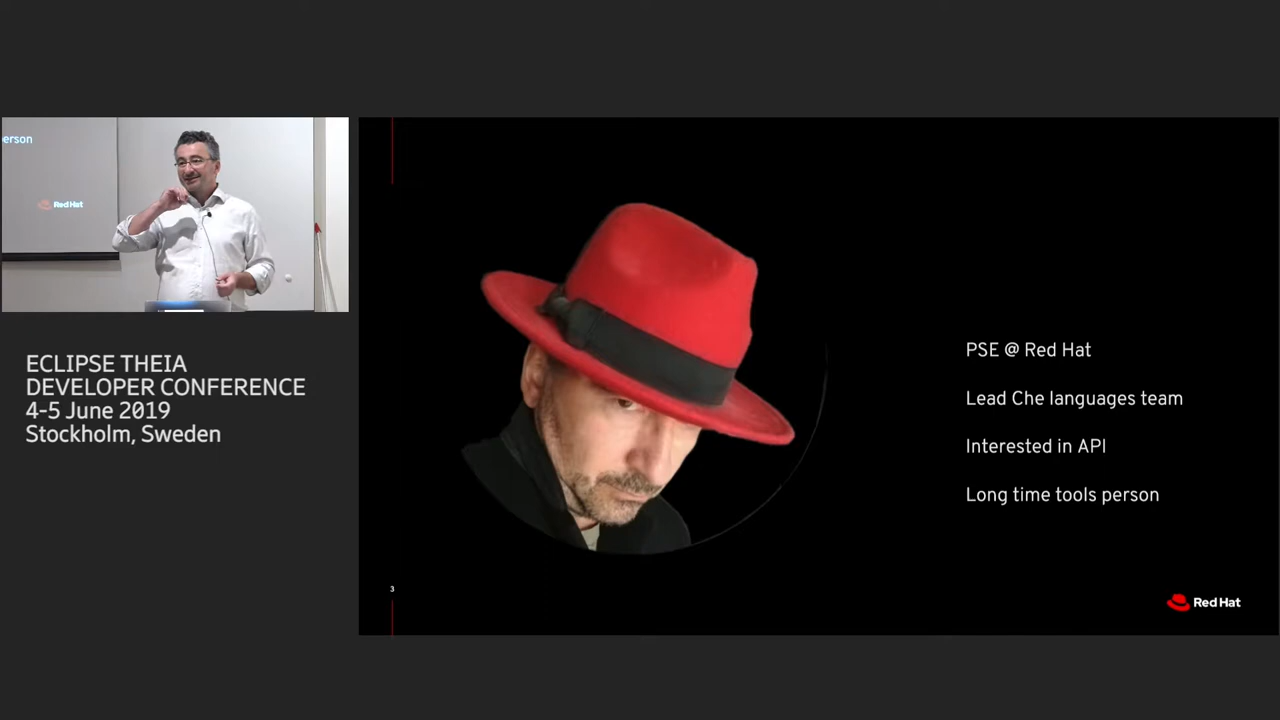 erson
Red Hat
ECLIPSE THEIA
DEVELOPER CONFERENCE
4-5 June 2019
Stockholm, Sweden
PSE @ Red Hat
Lead Che languages team
Interested in API
Long time tools person
3
Red Hat